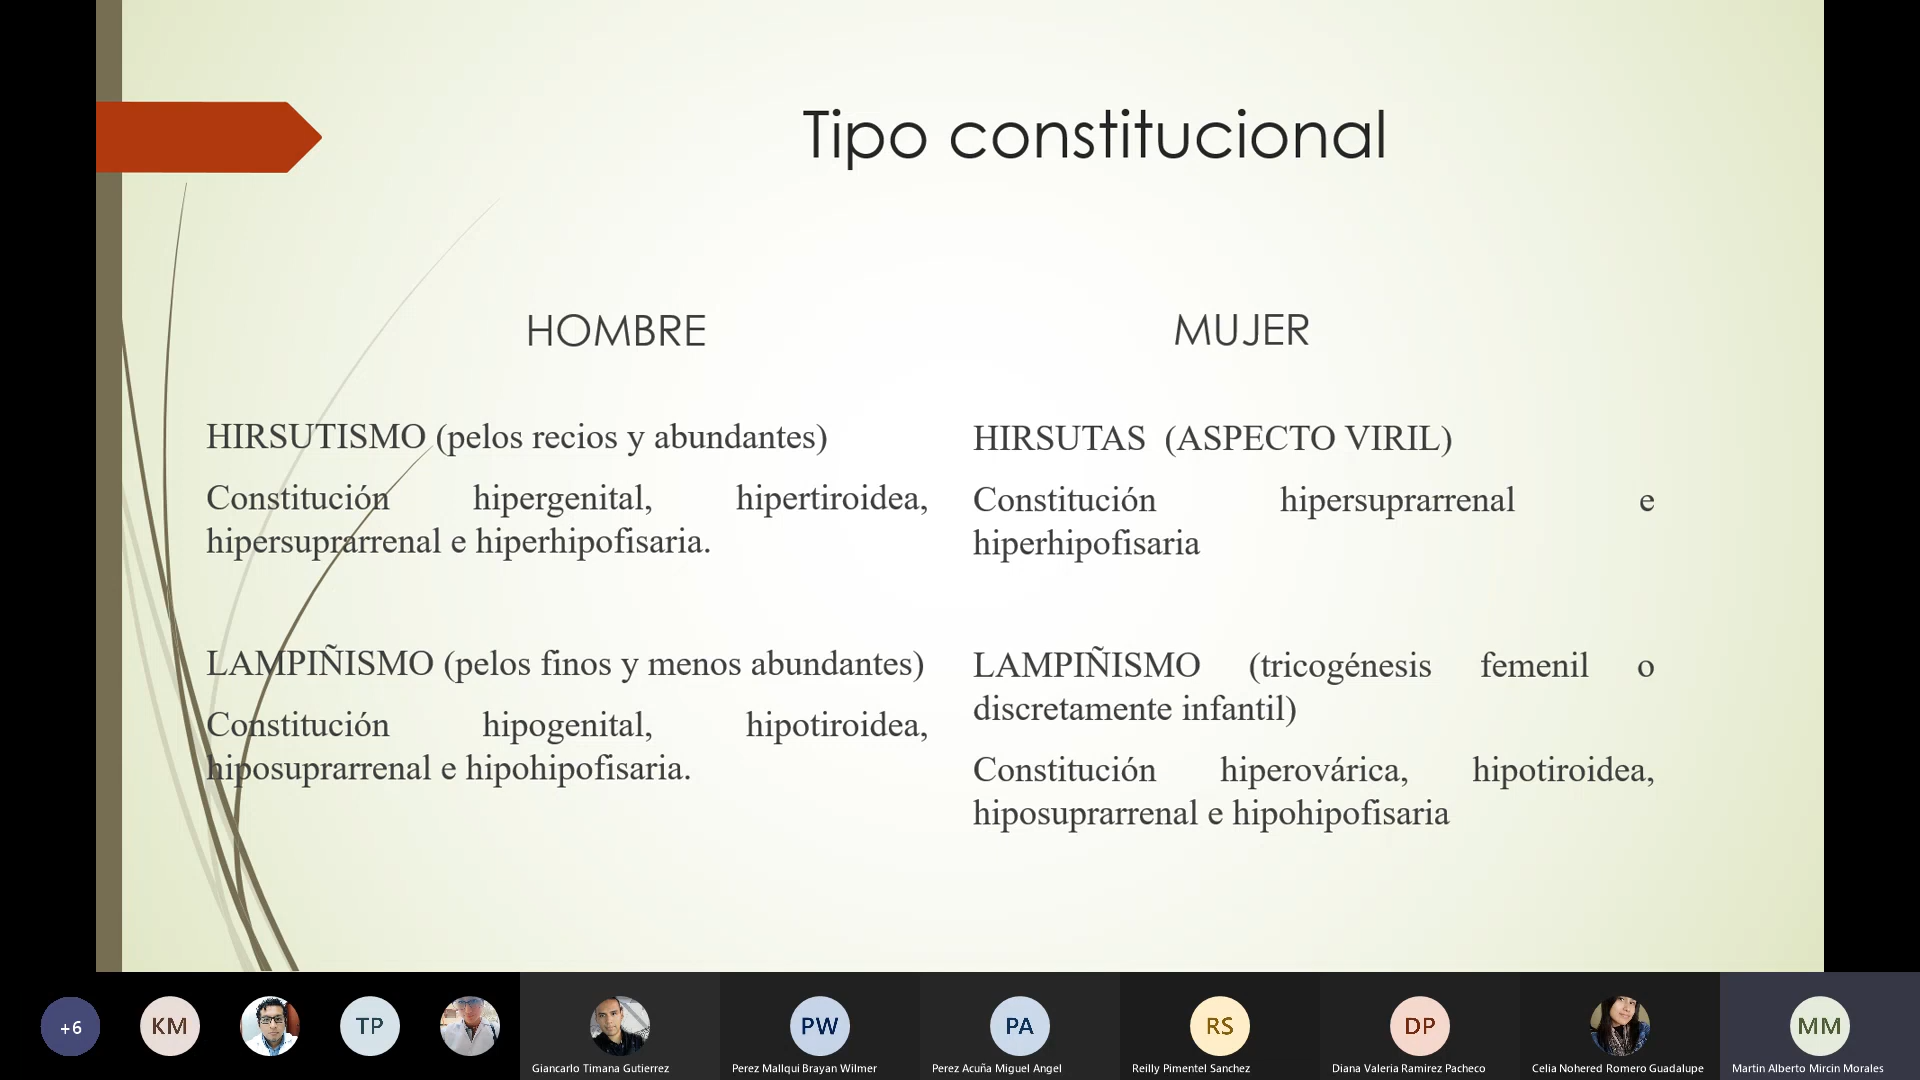 Tipo constitucional
HOMBRE
HIRSUTISMO (pelos recios y abundantes)
Constitución hipergenital, hipertiroidea,
hipersuprarrenal e hiperhipofisaria.
LAMPIÑISMO (pelos finos y menos abundantes)
Constitución hipogenital, hipotiroidea,
hiposuprarrenal e hipohipofisaria.
MUJER
HIRSUTAS (ASPECTO VIRIL)
Constitución hipersuprarrenal e
hiperhipofisaria
LAMPIÑISMO (tricogénesis femenil o
discretamente infantil)
Constitución hiperovárica, hipotiroidea,
hiposuprarrenal e hipohipofisaria
+6
KM
TP
Giancarlo Timana Gutierrez
PW
Perez Mallqui Brayan Wilmer
PA
Perez Acuña Miguel Angel
RS
Reilly Pimentel Sanchez
DP
Diana Valeria Ramirez Pacheco
Celia Nohered Romero Guadalupe
MM
Martin Alberto Mircin Morales